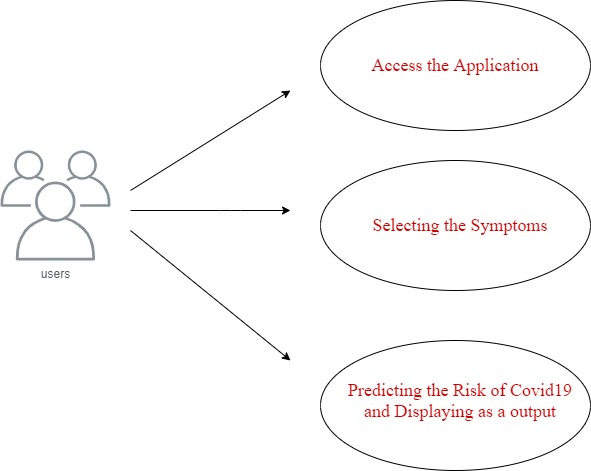 Access the Application
users
Selecting the Symptoms
Predicting the Risk of Covid19
and Displaying as a output